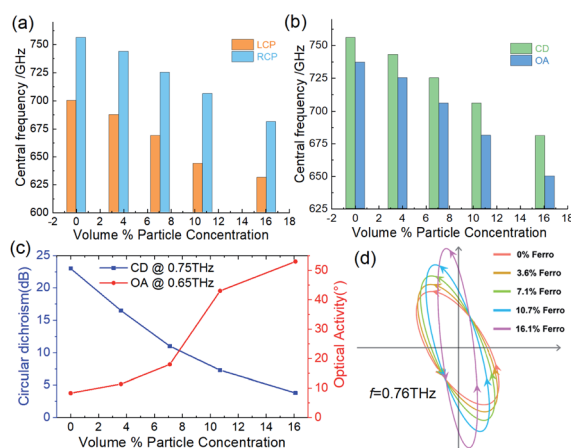 (a)
Central frequency /GHz
750
700
650
600
LCP
RCP
-2 0 2 4 6 8 10 12 14 16 18
Volume % Particle Concentration
(b)
Central frequency /GHz
750
725
700
675
650
625
CD
OA
-2 0 2 4 6 8 10 12 14 16 18
Volume % Particle Concentration
(c)
Circular dichroism(dB)
25
20
15
10
5
0
CD @ 0.75THz
OA @ 0.65THz
50
40
30
20
10
0
Optical Activity(°)
0 2 4 6 8 10 12 14 16
Volume % Particle Concentration
(d)
0% Ferro
3.6% Ferro
7.1% Ferro
10.7% Ferro
16.1% Ferro
f=0.76THz